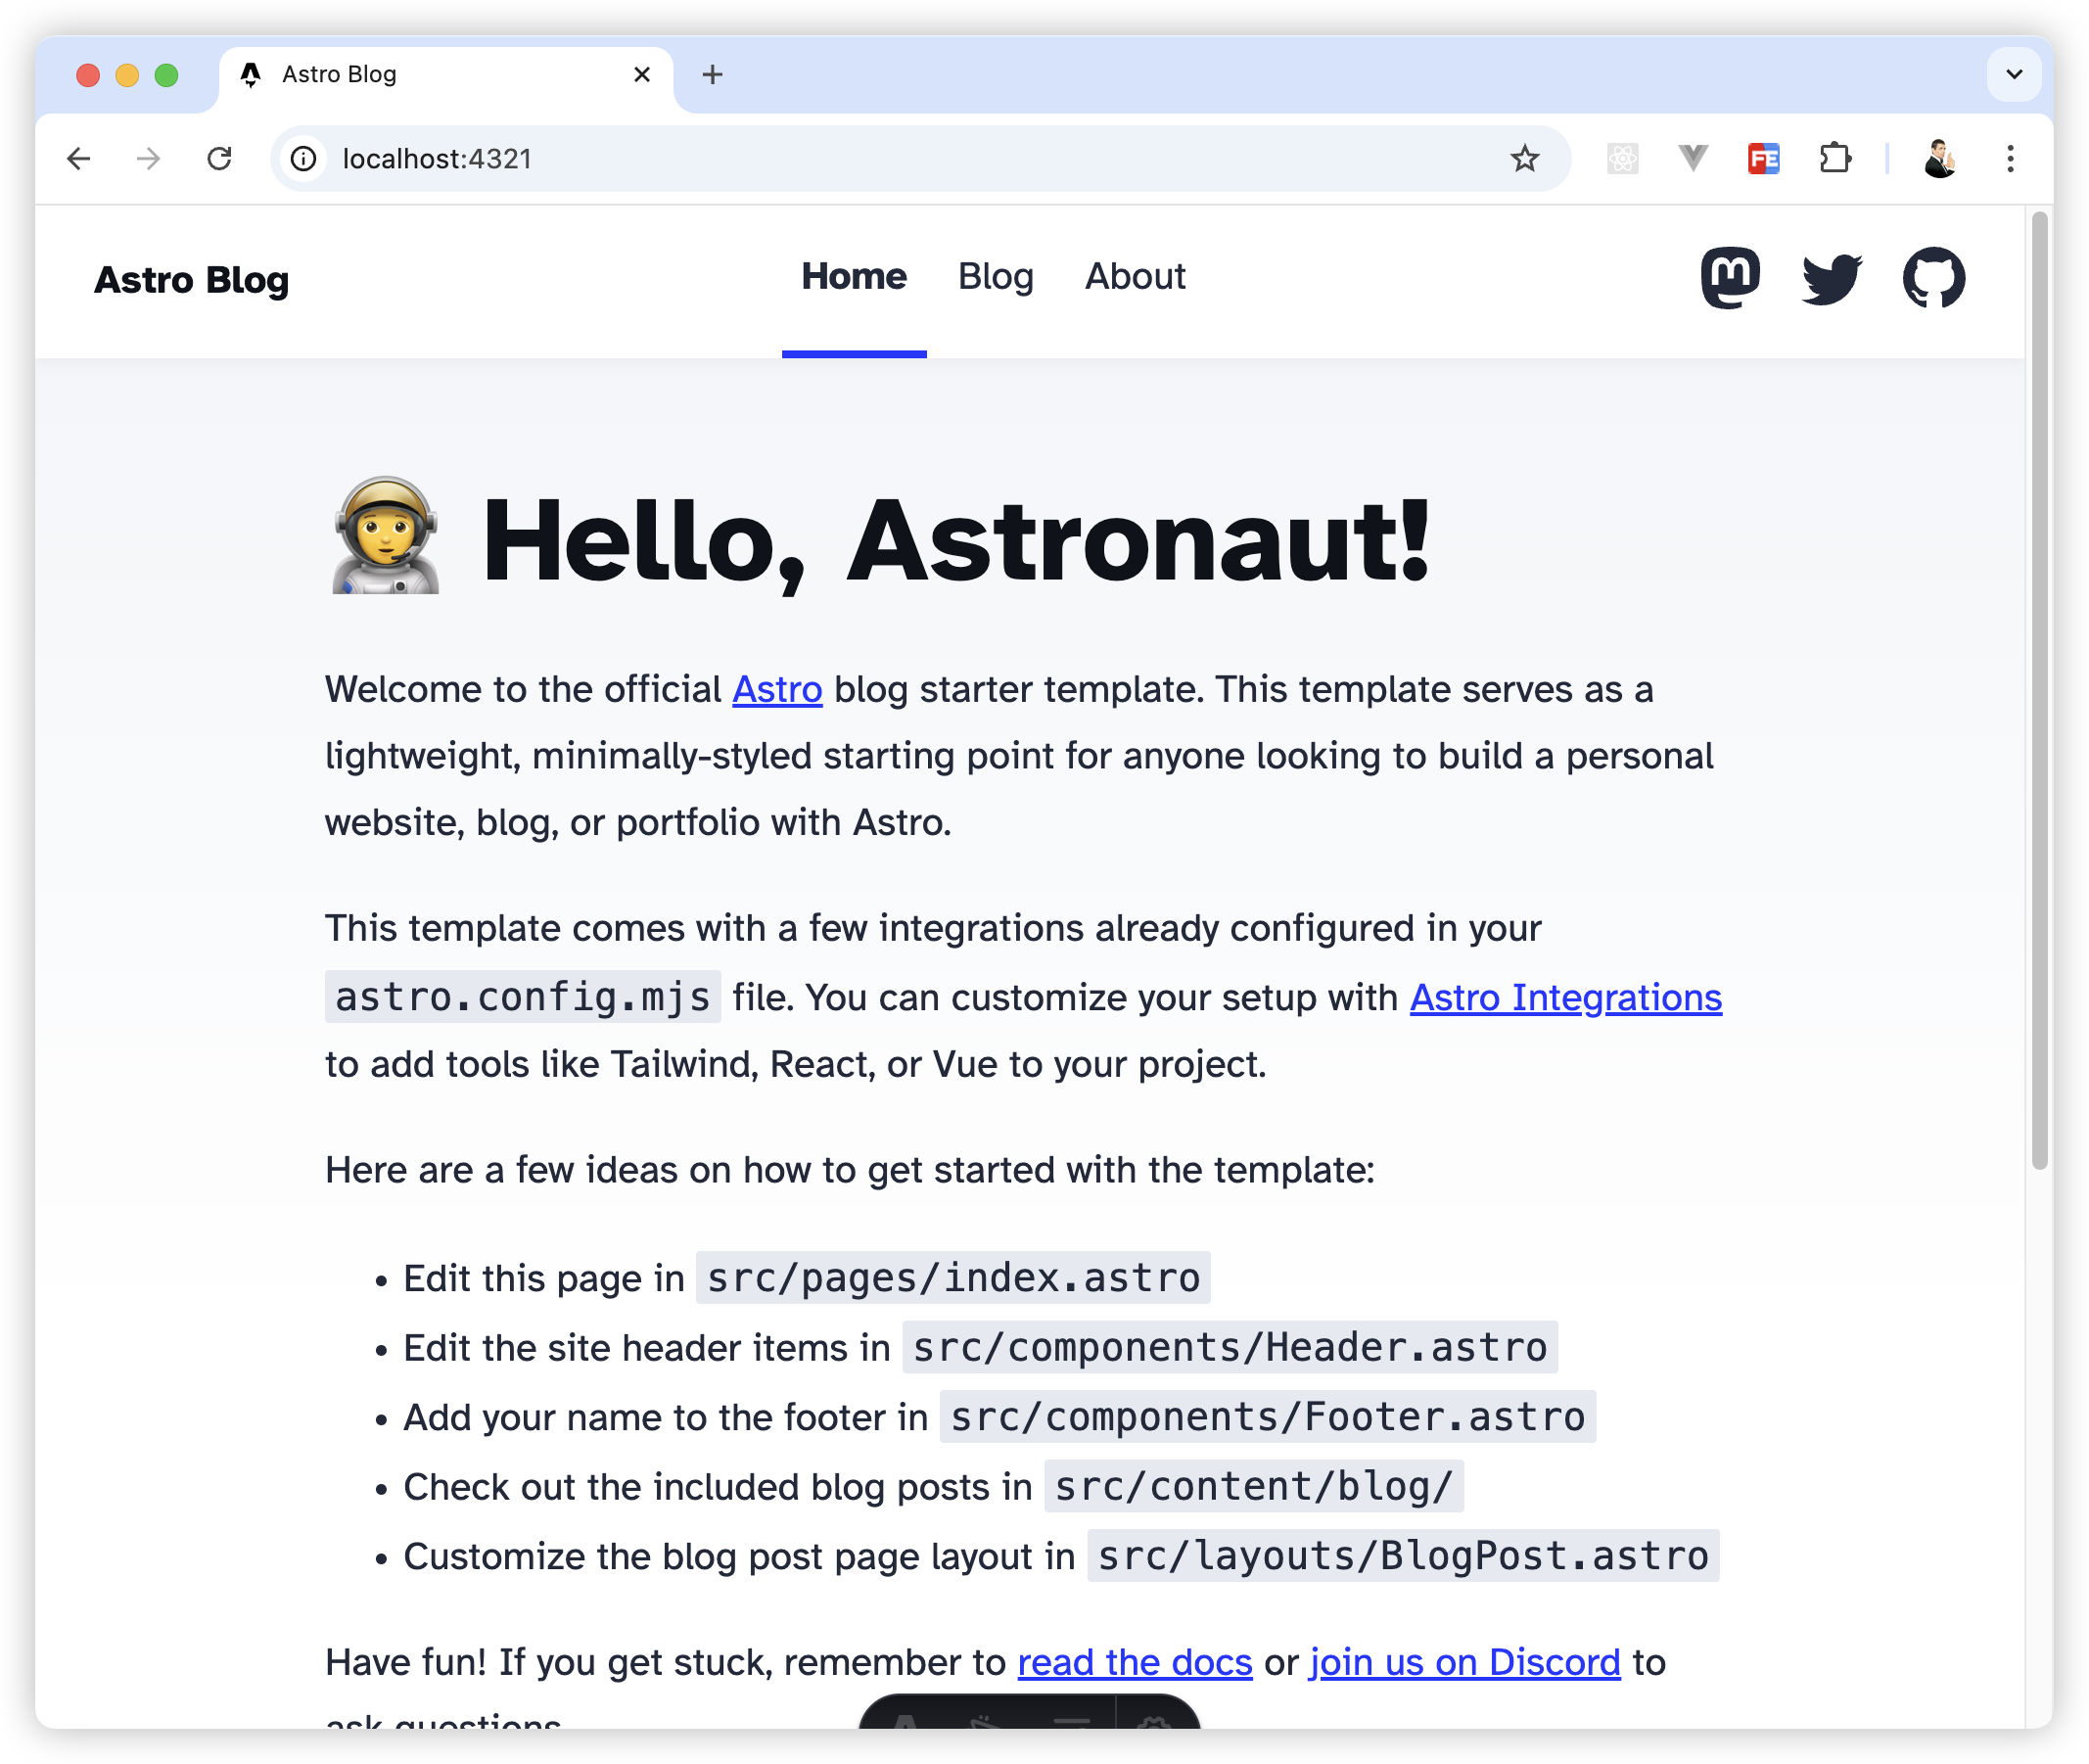 Astro Blog
localhost:4321
FE
Astro Blog
Home Blog About
Hello, Astronaut!
Welcome to the official Astro blog starter template. This template serves as a
lightweight, minimally-styled starting point for anyone looking to build a personal
website, blog, or portfolio with Astro.
This template comes with a few integrations already configured in your
astro.config.mjs file. You can customize your setup with Astro Integrations
to add tools like Tailwind, React, or Vue to your project.
Here are a few ideas on how to get started with the template:
• Edit this page in src/pages/index.astro
• Edit the site header items in src/components/Header.astro
• Add your name to the footer in src/components/Footer.astro
• Check out the included blog posts in src/content/blog/
• Customize the blog post page layout in src/layouts/BlogPost.astro
Have fun! If you get stuck, remember to read the docs or join us on Discord to
ask questions.